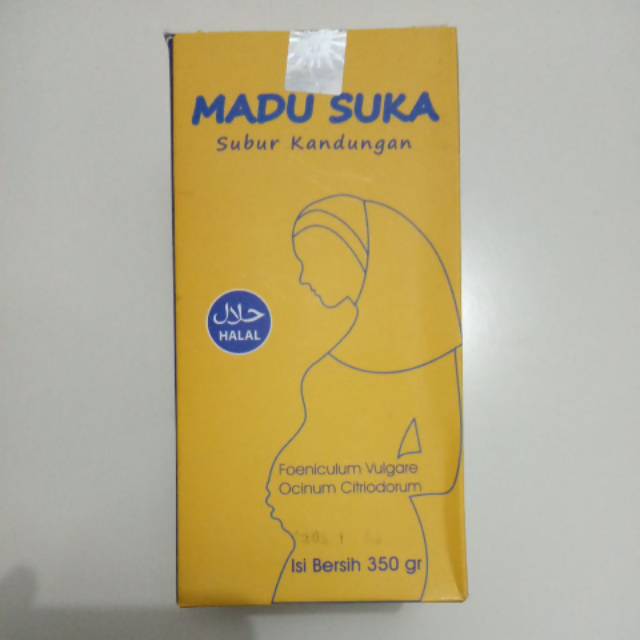 MADU SUKA
Subur Kandungan
حلال
HALAL
Foeniculum Vulgare
Ocinum Citriodorum
Isi Bersih 350 gr